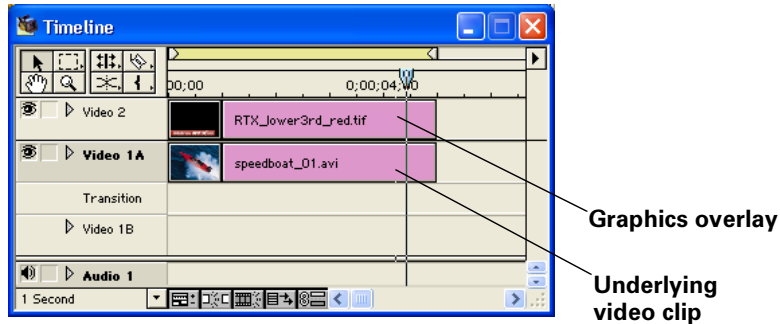 Timeline
00;00 0;00;04;00
Video 2
RTX_lower3rd_red.tif
Video 1A
speedboat_01.avi
Transition
Graphics overlay
Video 1B
Audio 1
Underlying
video clip
1 Second